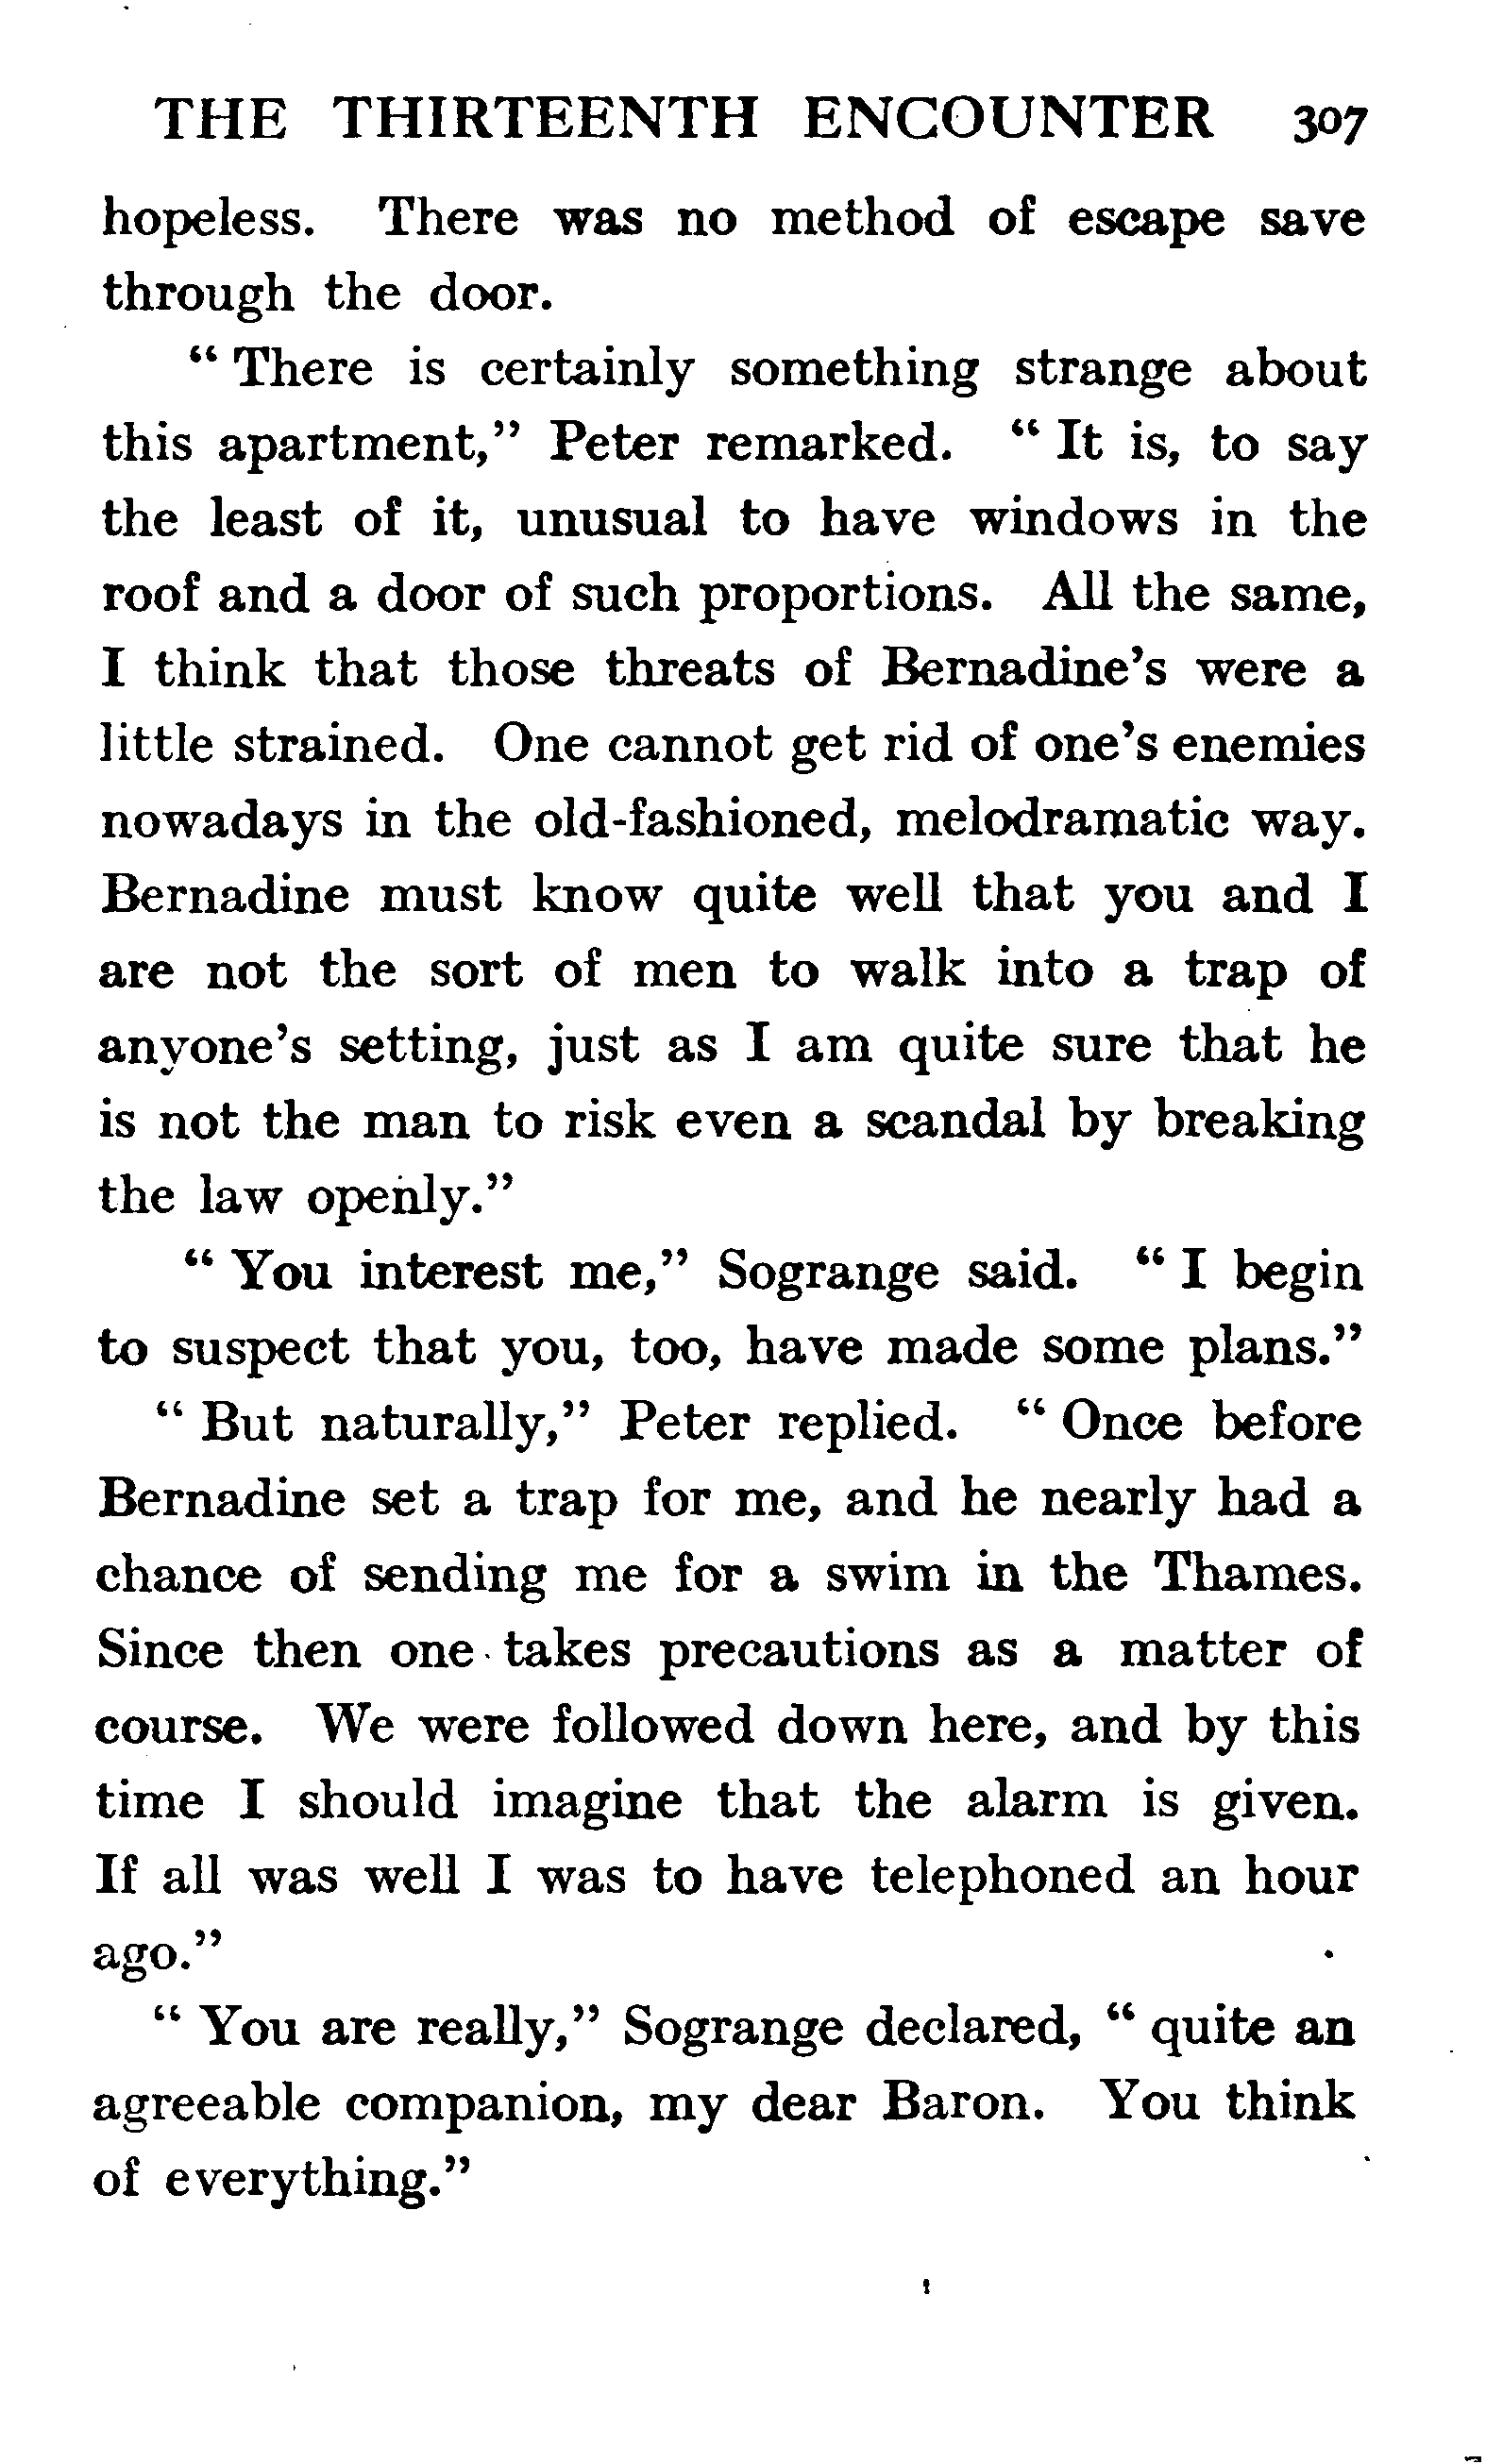 THE THIRTEENTH ENCOUNTER 307
hopeless. There was no method of escape save
through the door.
“ There is certainly something strange about
this apartment,” Peter remarked. “ It is, to say
the least of it, unusual to have windows in the
roof and a door of such proportions. All the same,
I think that those threats of Bernadine’s were a
little strained. One cannot get rid of one’s enemies
nowadays in the old-fashioned, melodramatic way.
Bernadine must know quite well that you and I
are not the sort of men to walk into a trap of
anyone’s setting, just as I am quite sure that he
is not the man to risk even a scandal by breaking
the law openly.”
“ You interest me,” Sogrange said. “ I begin
to suspect that you, too, have made some plans.”
“ But naturally,” Peter replied. “ Once before
Bernadine set a trap for me, and he nearly had a
chance of sending me for a swim in the Thames.
Since then one takes precautions as a matter of
course. We were followed down here, and by this
time I should imagine that the alarm is given.
If all was well I was to have telephoned an hour
ago.”
“ You are really,” Sogrange declared, “ quite an
agreeable companion, my dear Baron. You think
of everything.”